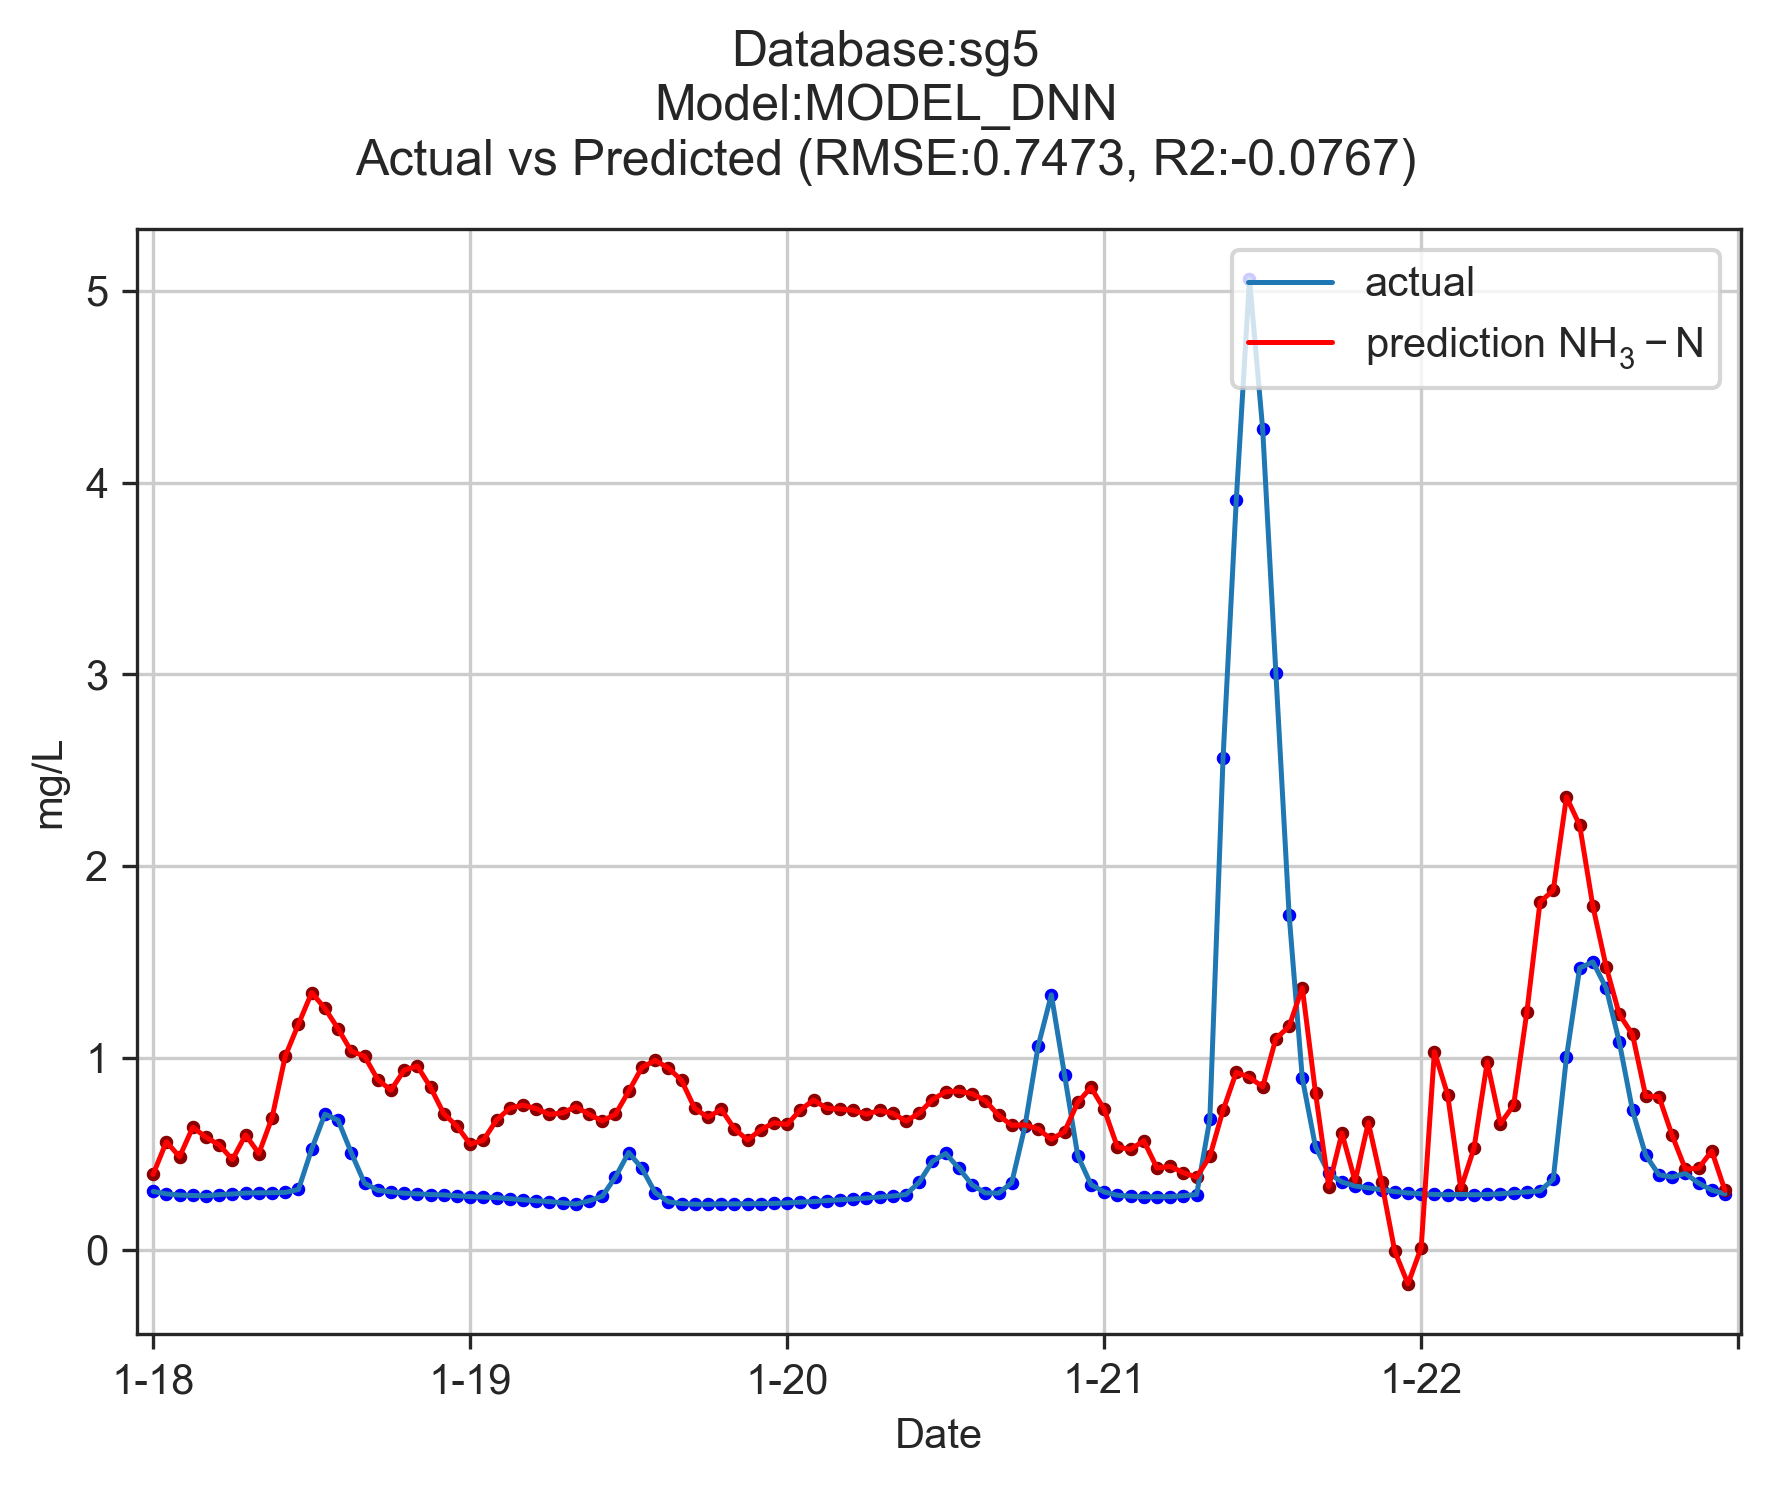 Database:sg5
Model:MODEL_DNN
Actual vs Predicted (RMSE:0.7473, R2:-0.0767)
actual
prediction NH₃ − N
5
4
3
2
1
0
mg/L
1-18 1-19 1-20 1-21 1-22
Date